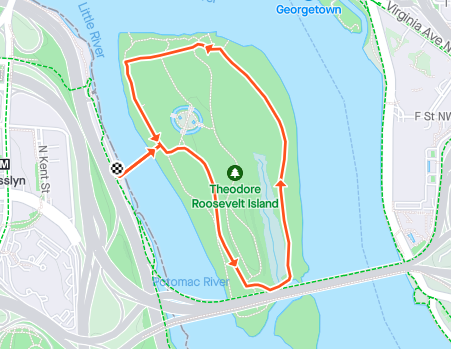 Georgetown
Little River
Virginia Ave N
F St NW
M
sslyn
N Kent St
Theodore
Roosevelt Island
Potomac River